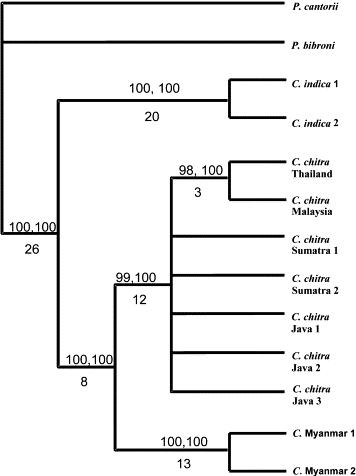 P. cantorii
P. bibroni
100, 100
C. indica 1
20
C. indica 2
98, 100
C. chitra
Thailand
3
C. chitra
Malaysia
100,100
26
C. chitra
Sumatra 1
99,100
12
C. chitra
Sumatra 2
C. chitra
Java 1
100,100
8
C. chitra
Java 2
C. chitra
Java 3
100,100
13
C. Myanmar 1
C. Myanmar 2